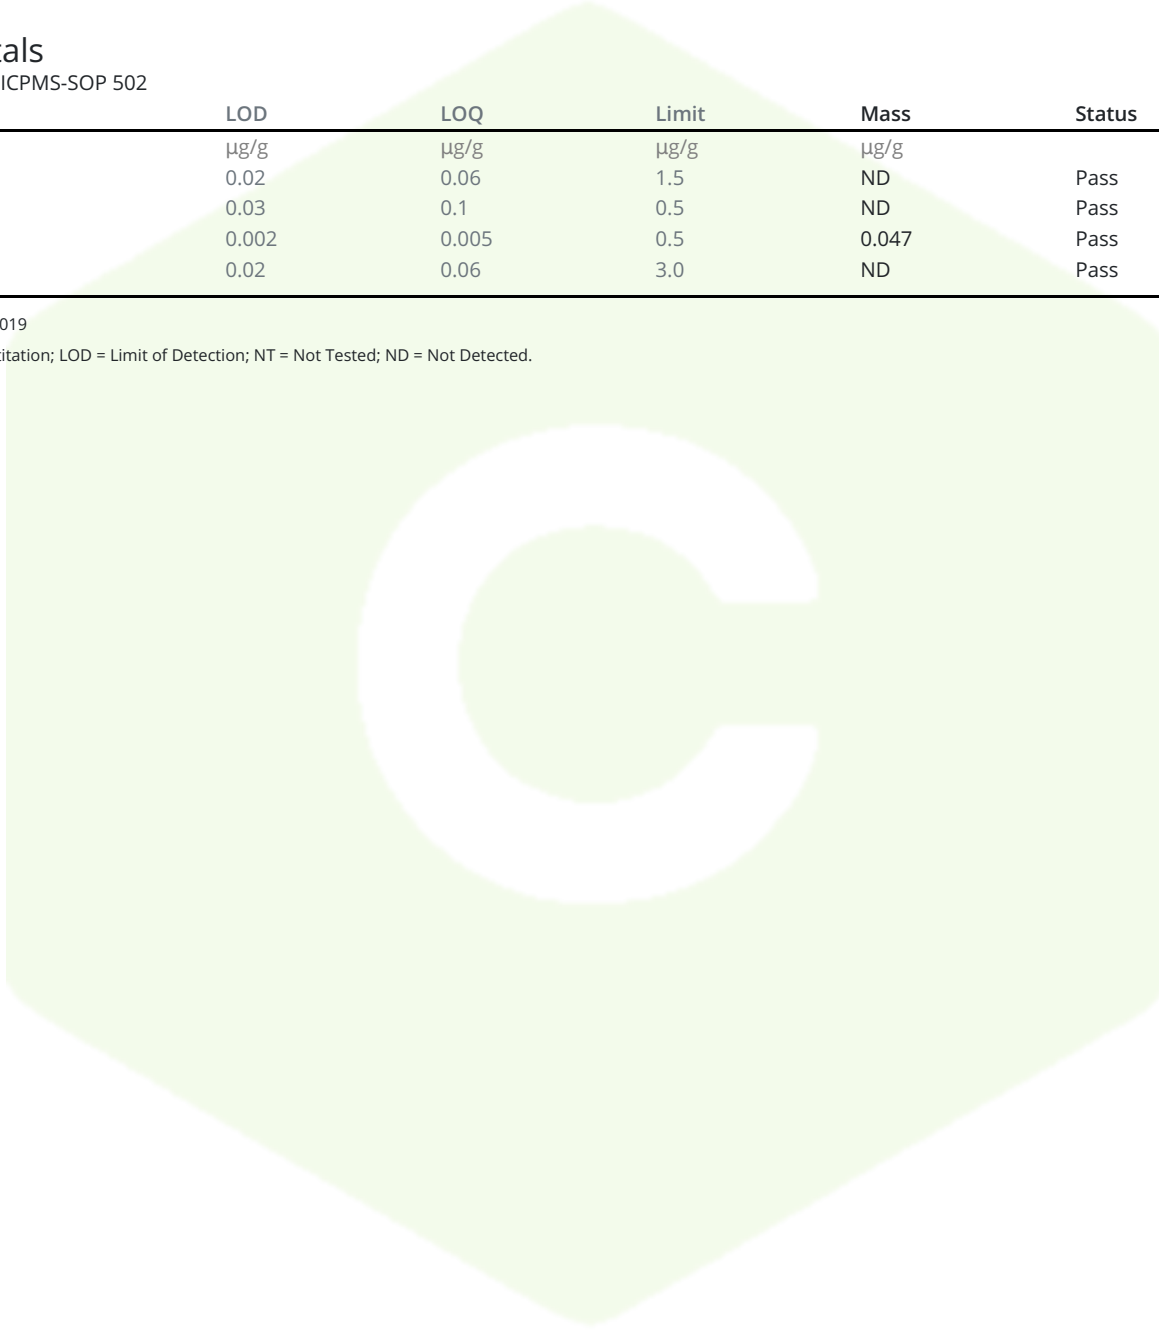 tals
ICPMS-SOP 502
LOD LOQ Limit Mass Status
µg/g µg/g µg/g µg/g
0.02 0.06 1.5 ND Pass
0.03 0.1 0.5 ND Pass
0.002 0.005 0.5 0.047 Pass
0.02 0.06 3.0 ND Pass
019
titation; LOD = Limit of Detection; NT = Not Tested; ND = Not Detected.
C